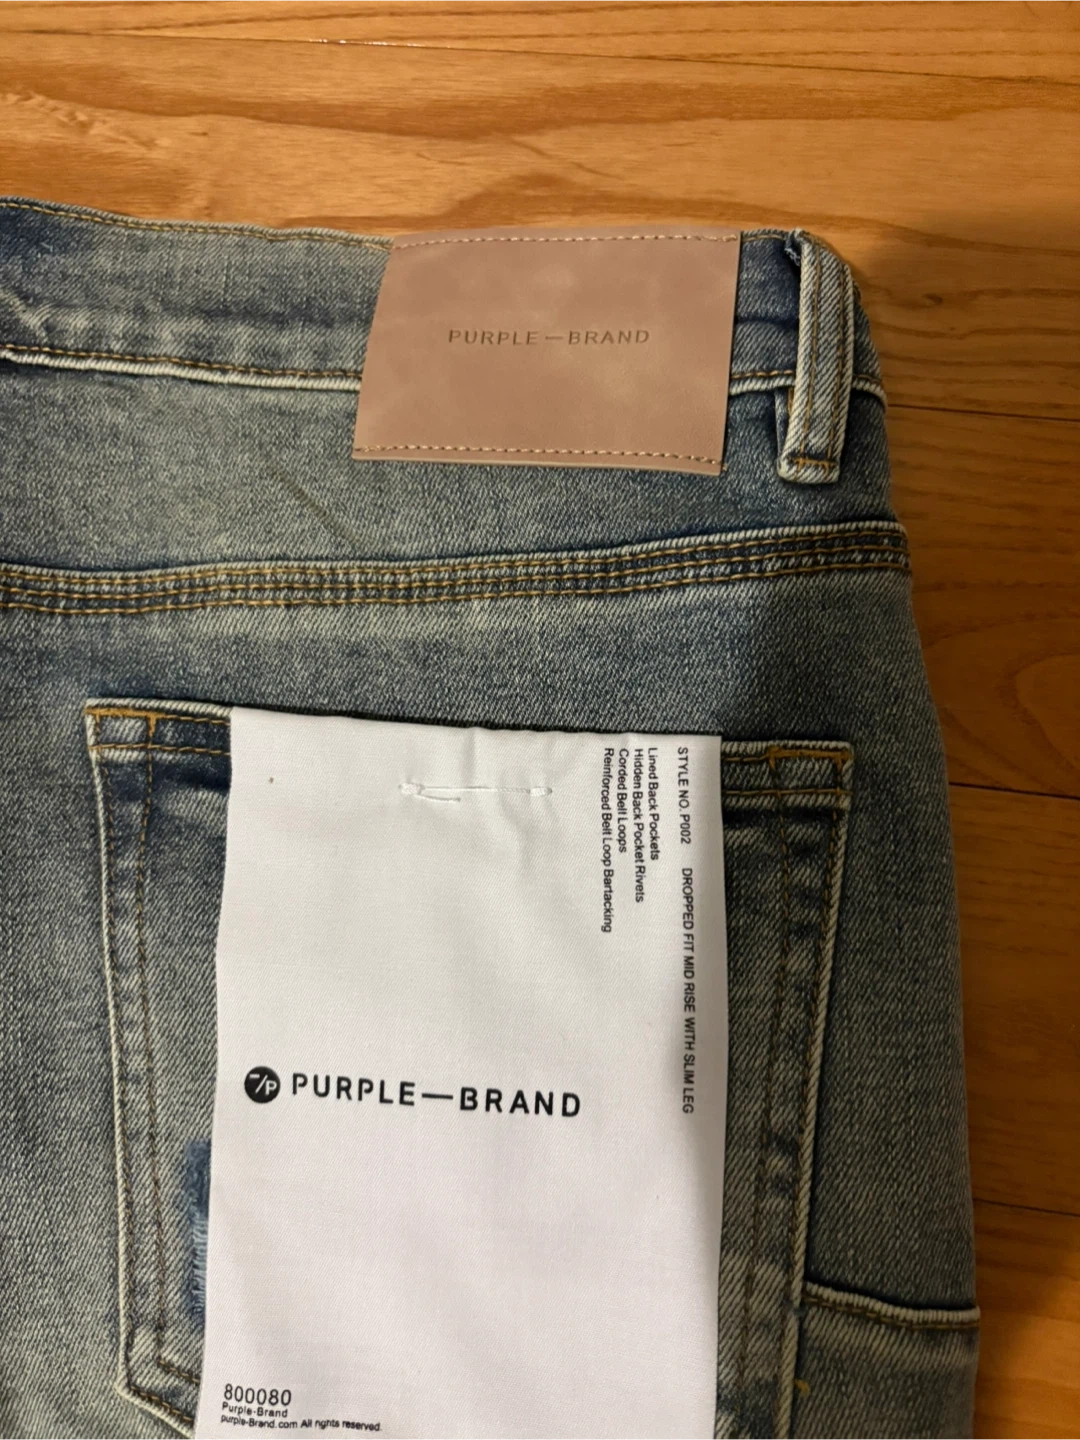 PURPLE—BRAND
STYLE NO. P002 DROPPED FIT MID RISE WITH SLIM LEG
Lined Back Pockets
Hidden Back Pocket Rivets
Corded Belt Loops
Reinforced Belt Loop Bartacking
/P PURPLE—BRAND
800080
Purple-Brand
purple-Brand.com All rights reserved.